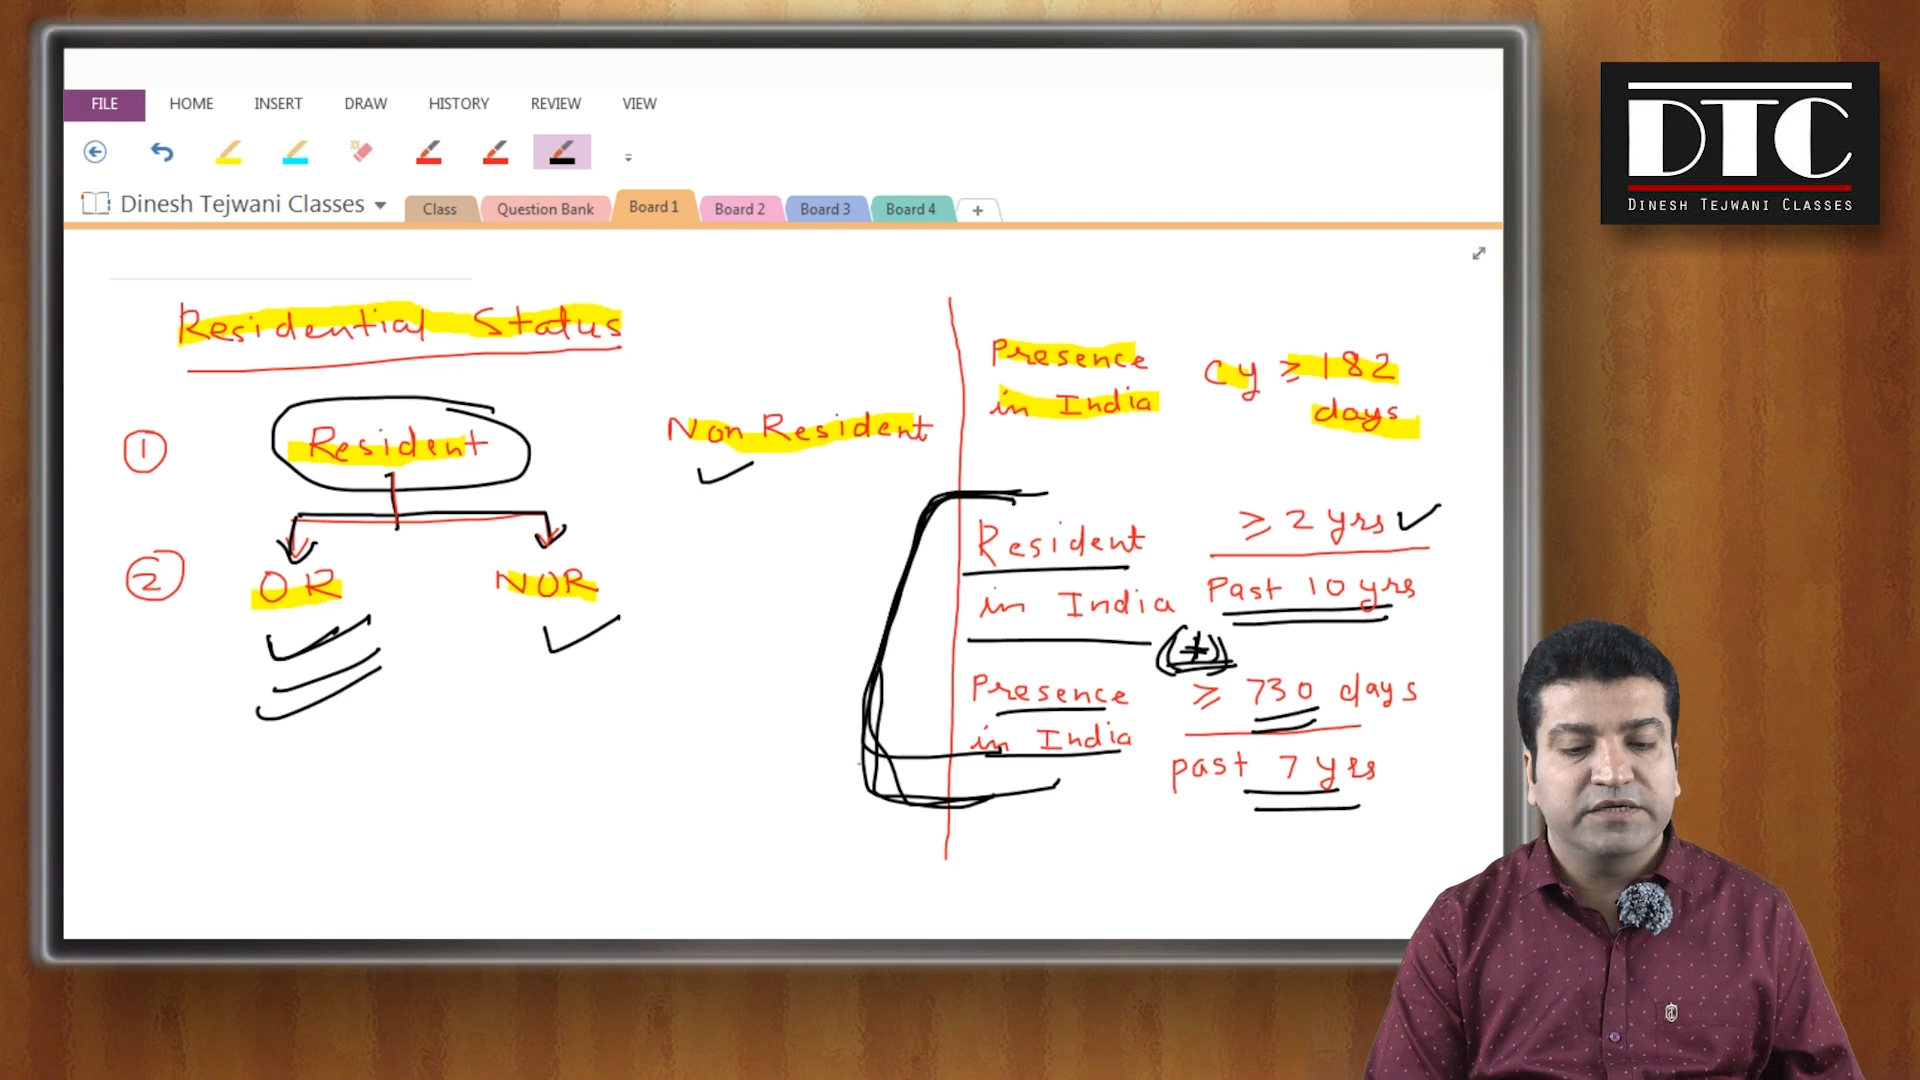 FILE HOME INSERT DRAW HISTORY REVIEW VIEW
Dinesh Tejwani Classes Class Question Bank Board 1 Board 2 Board 3 Board 4 +
Residential Status
① Resident Non Resident
② OR NOR
Presence in India
CY ≥ 182 days
Resident in India
≥ 2 yrs
Past 10 yrs
(+)
Presence in India
≥ 730 days
past 7 yrs
DTC
DINESH TEJWANI CLASSES